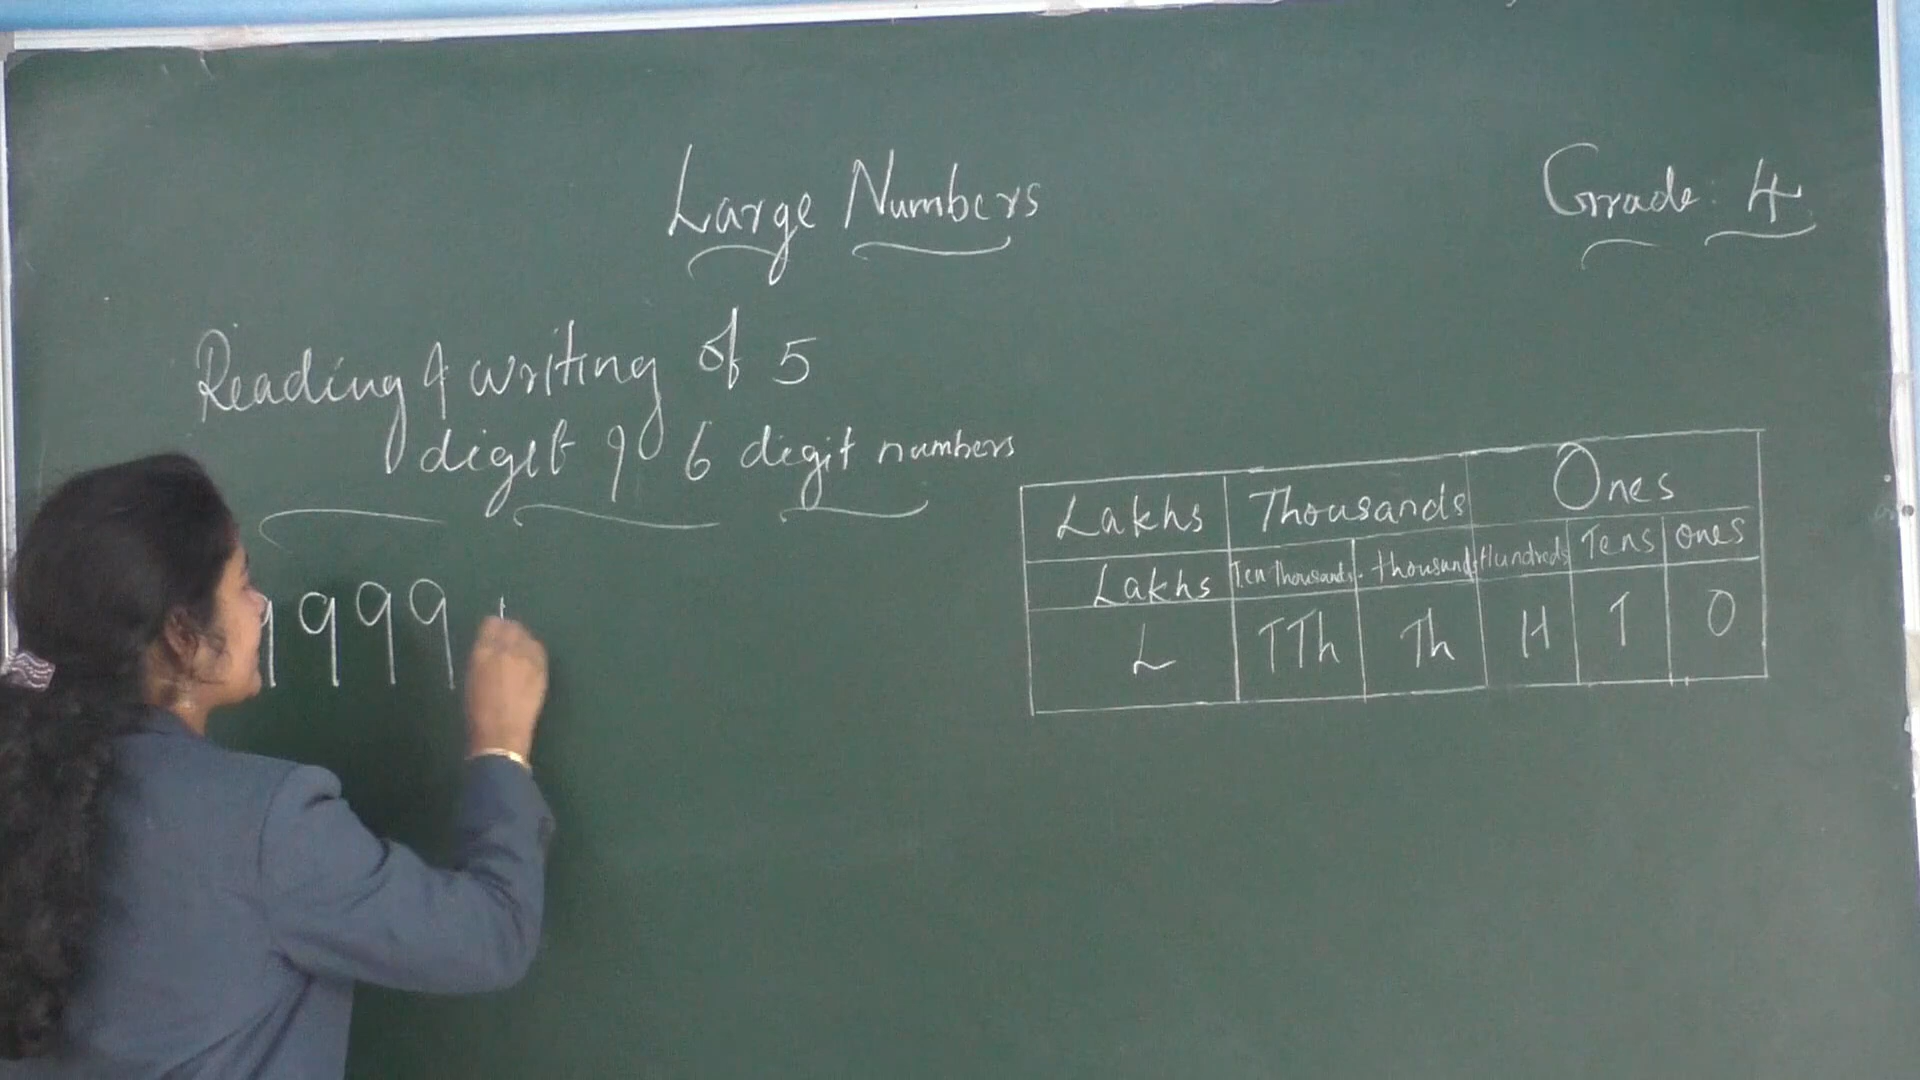 Large Numbers
Grade: 4
Reading & writing of 5
digit & 6 digit numbers
9999 +
Lakhs Thousands Ones
Lakhs Ten Thousands Thousands Hundreds Tens ones
L TTh Th H T O